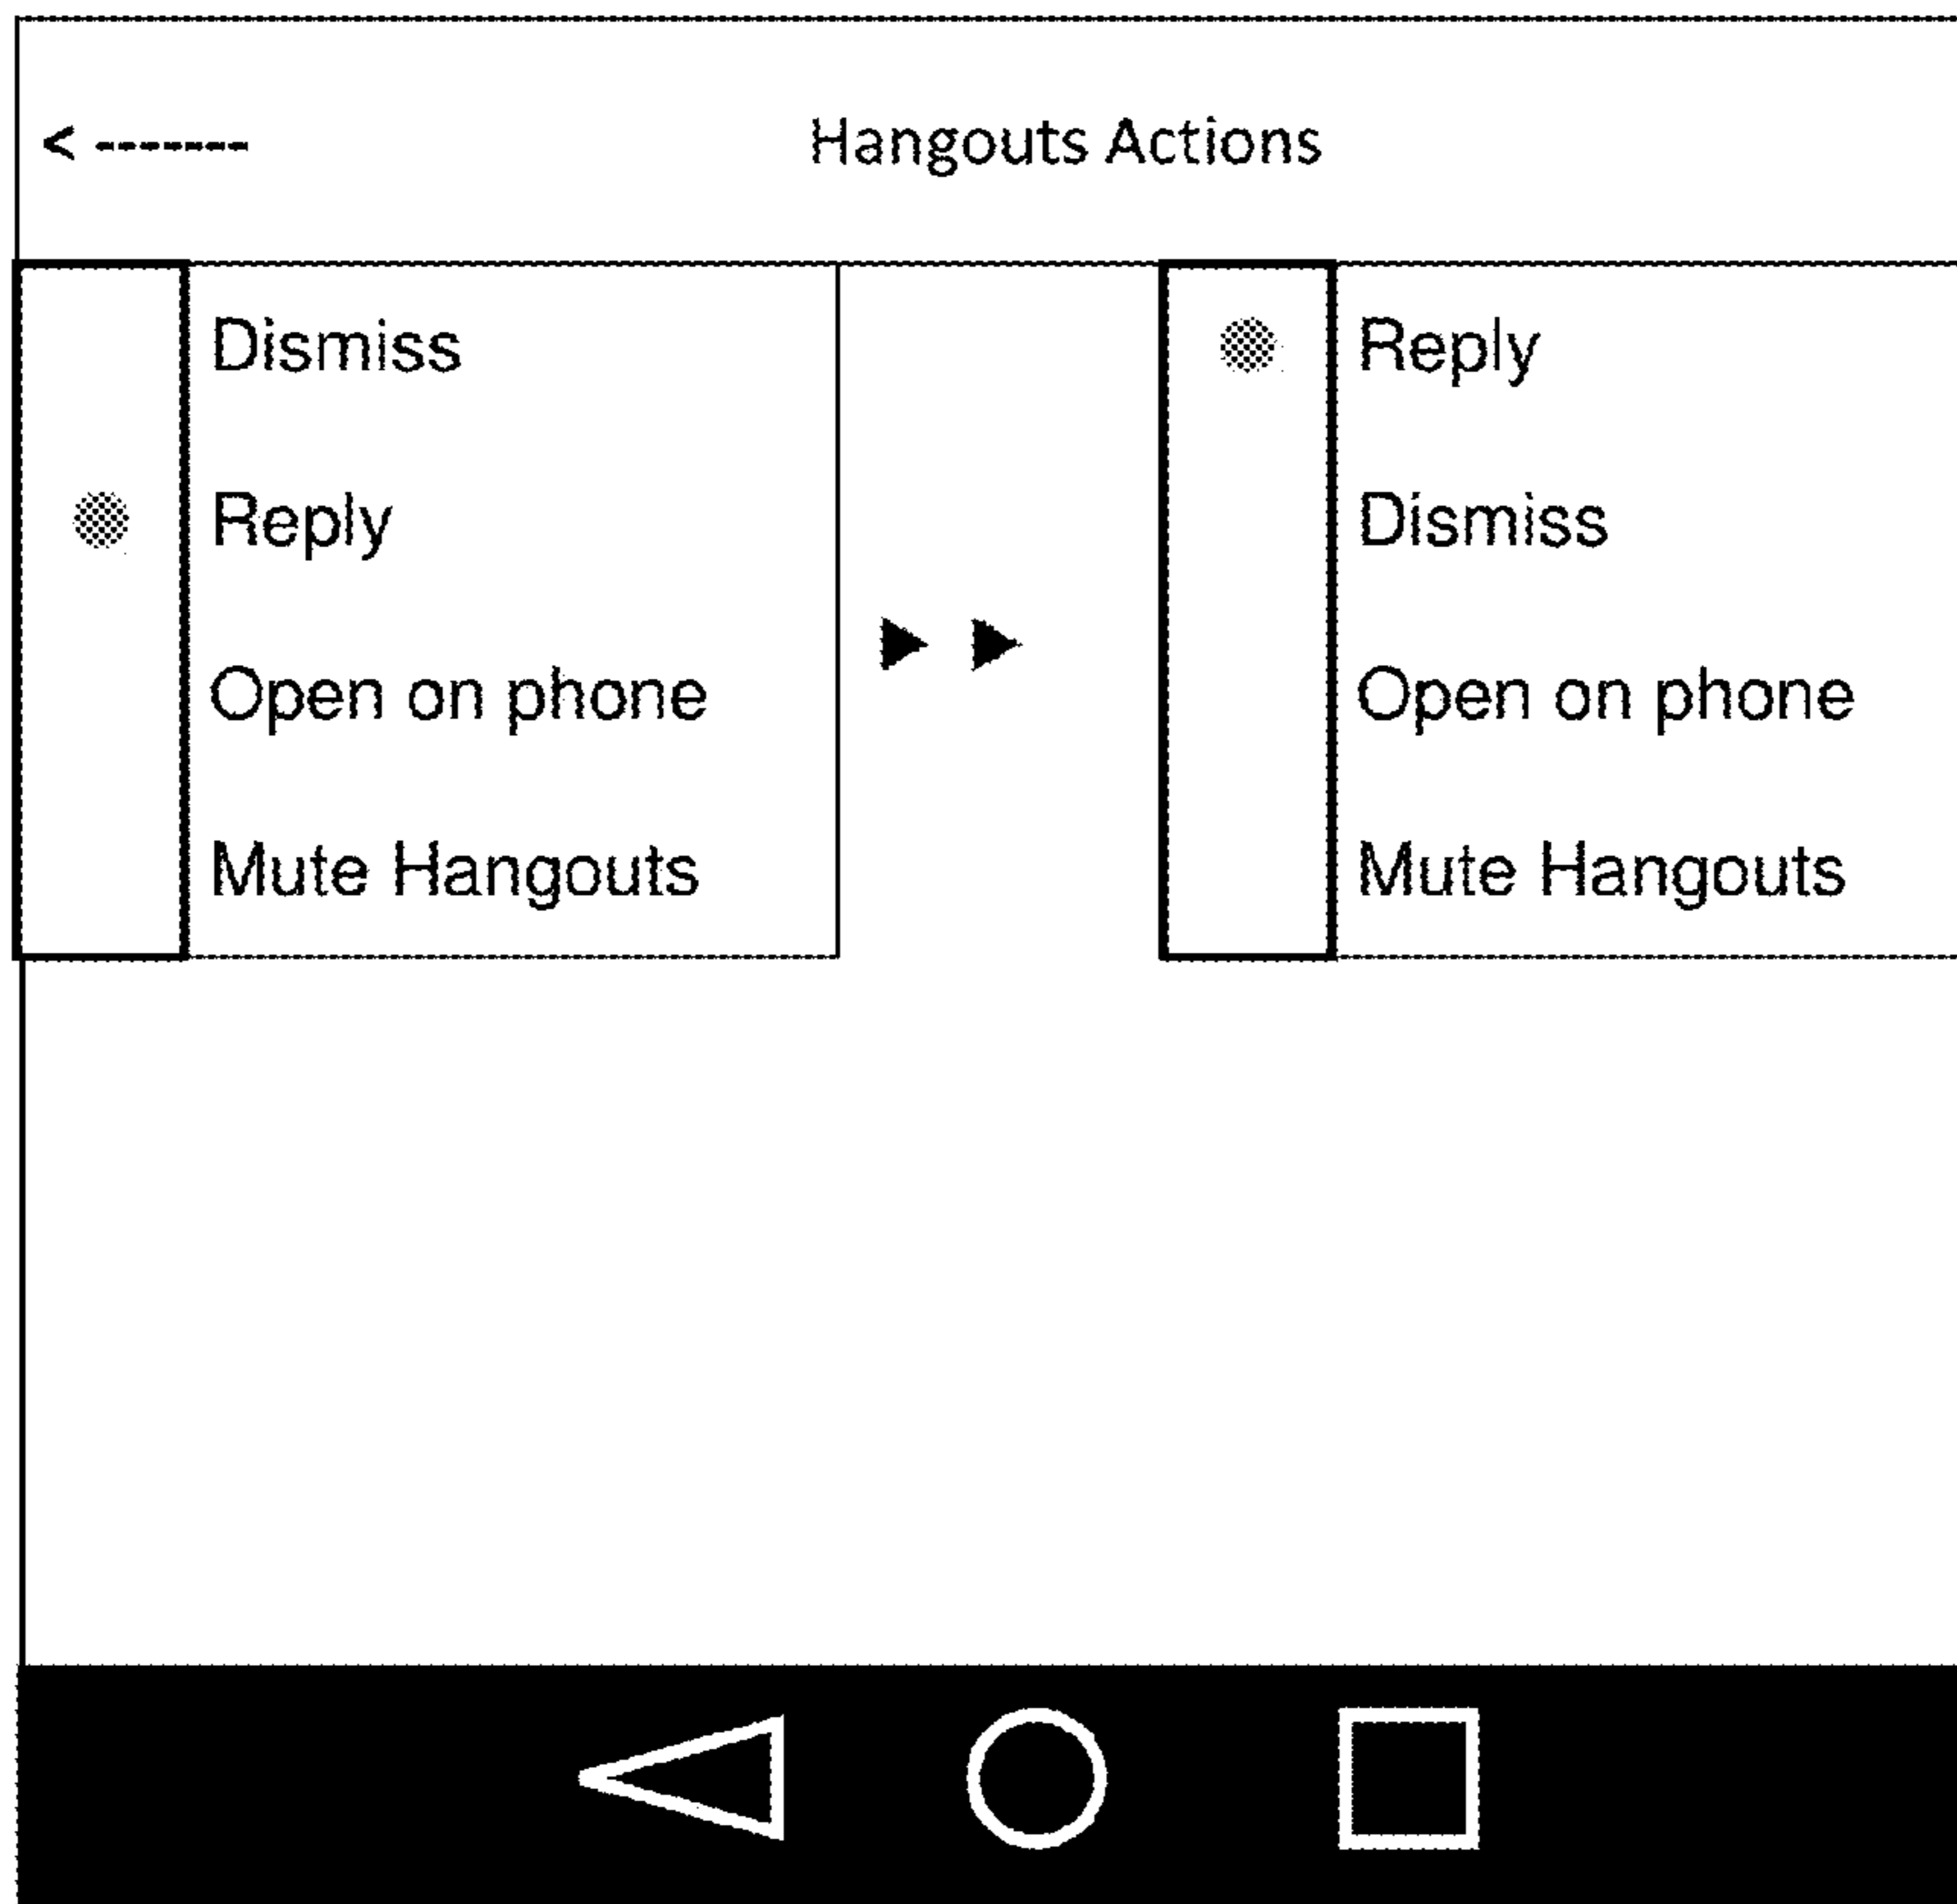 < -------
Hangouts Actions
Dismiss
Reply
Open on phone
Mute Hangouts
Reply
Dismiss
Open on phone
Mute Hangouts